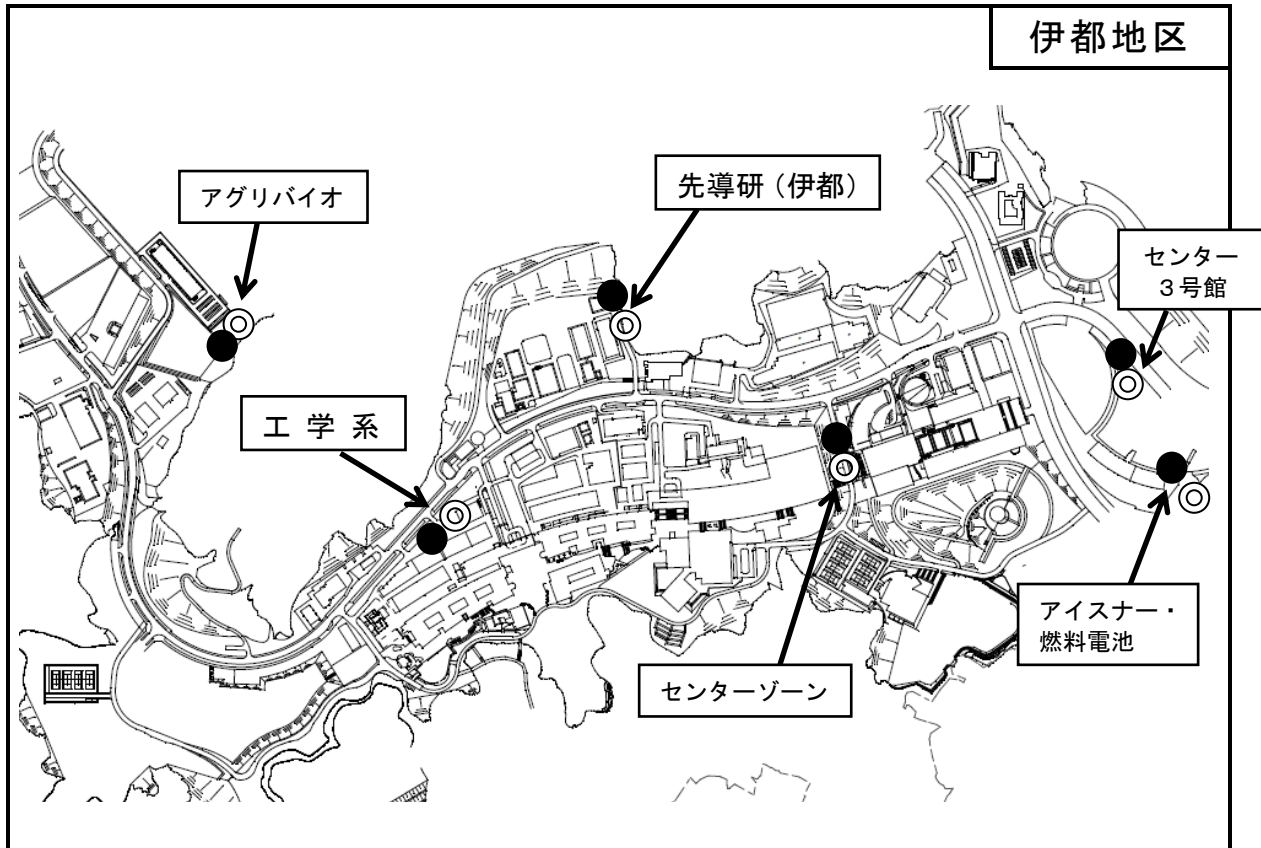 伊都地区
アグリバイオ
先導研（伊都）
センター
３号館
工学系
アイスナー・
燃料電池
センターゾーン